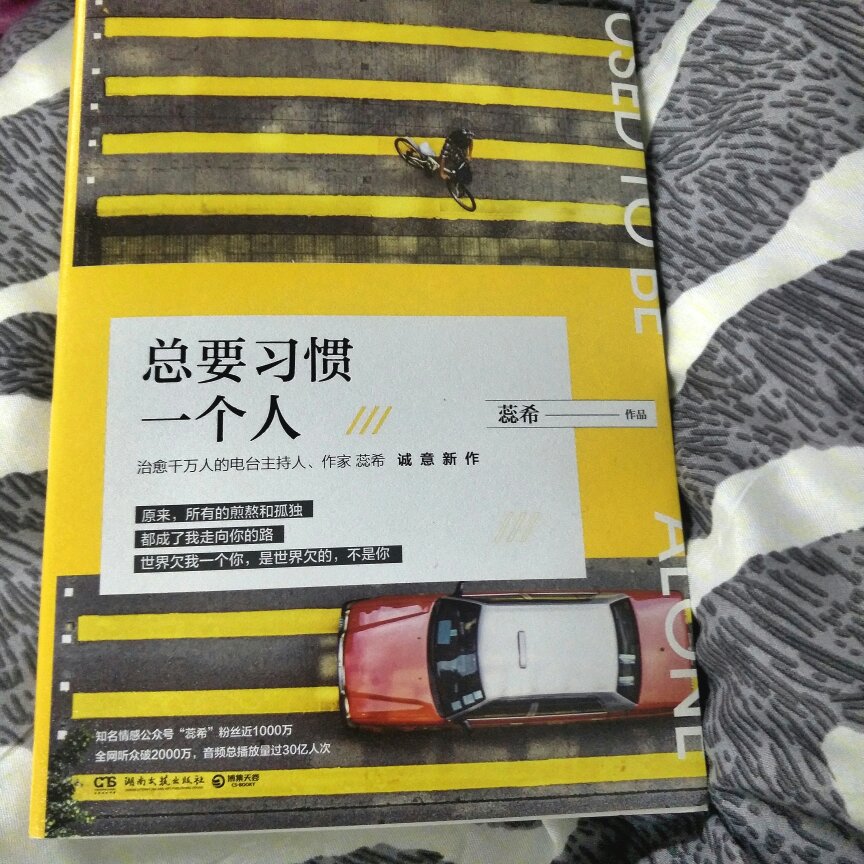 USED TO BE
ALONE
总要习惯
一个人
蕊希
作品
治愈千万人的电台主持人、作家 蕊希 诚意新作
原来，所有的煎熬和孤独
都成了我走向你的路
世界欠我一个你，是世界欠的，不是你
知名情感公众号“蕊希”粉丝近1000万
全网听众破2000万，音频总播放量过30亿人次
湖南文艺出版社
博集天卷
CS-BOOKY